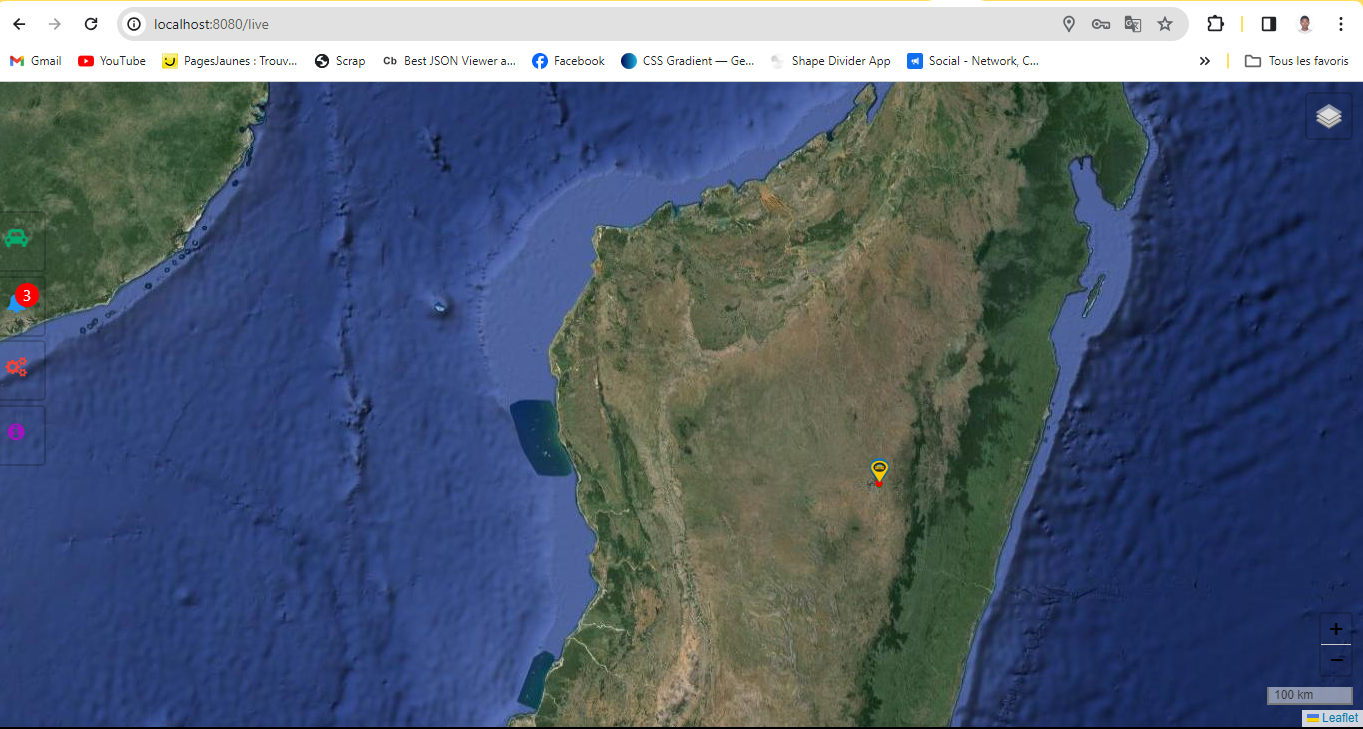 localhost:8080/live
Gmail
YouTube
PagesJaunes : Trouv...
Scrap
Cb Best JSON Viewer a...
Facebook
CSS Gradient — Ge...
Shape Divider App
Social - Network, C...
»
Tous les favoris
3
+
−
100 km
Leaflet